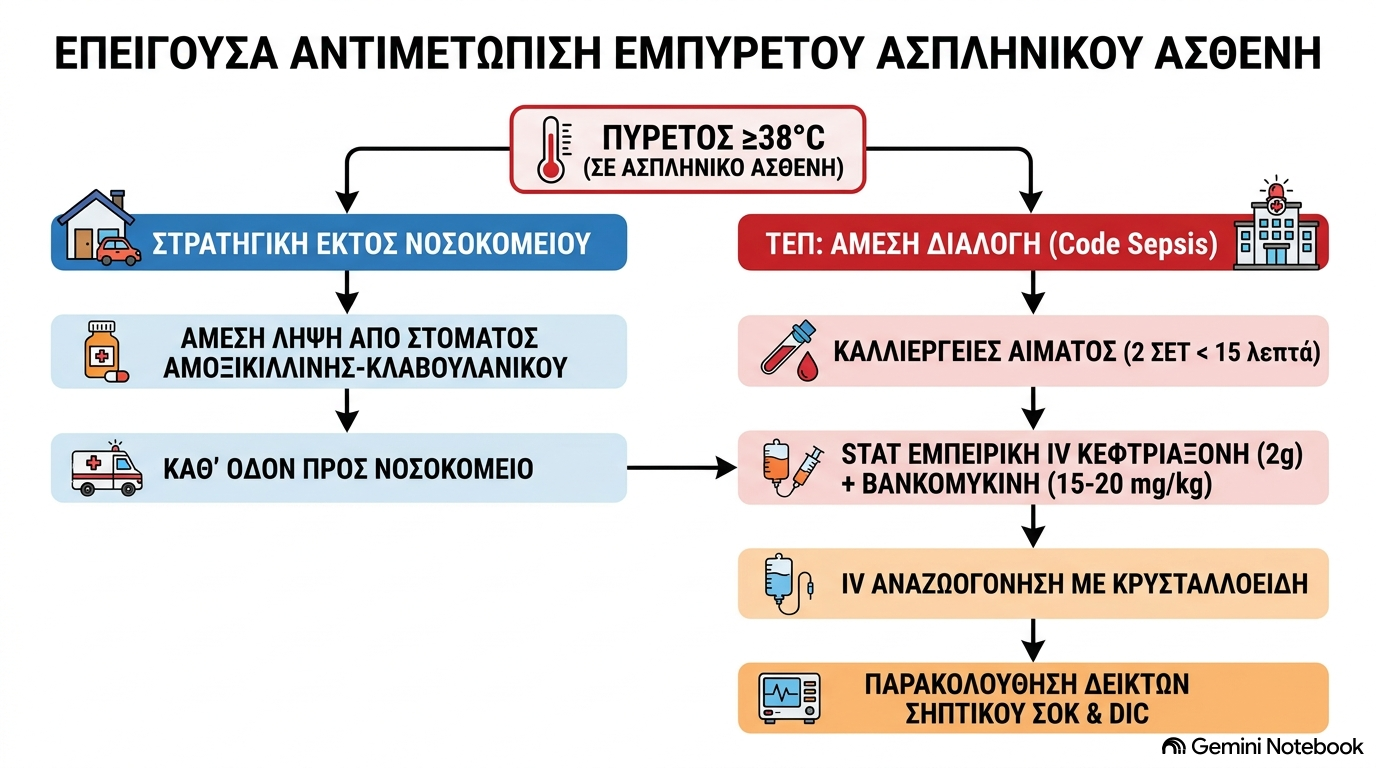 ΕΠΕΙΓΟΥΣΑ ΑΝΤΙΜΕΤΩΠΙΣΗ ΕΜΠΥΡΕΤΟΥ ΑΣΠΛΗΝΙΚΟΥ ΑΣΘΕΝΗ
ΠΥΡΕΤΟΣ ≥38°C
(ΣΕ ΑΣΠΛΗΝΙΚΟ ΑΣΘΕΝΗ)
ΣΤΡΑΤΗΓΙΚΗ ΕΚΤΟΣ ΝΟΣΟΚΟΜΕΙΟΥ
ΑΜΕΣΗ ΛΗΨΗ ΑΠΟ ΣΤΟΜΑΤΟΣ
ΑΜΟΞΙΚΙΛΛΙΝΗΣ-ΚΛΑΒΟΥΛΑΝΙΚΟΥ
ΚΑΘ’ ΟΔΟΝ ΠΡΟΣ ΝΟΣΟΚΟΜΕΙΟ
ΤΕΠ: ΑΜΕΣΗ ΔΙΑΛΟΓΗ (Code Sepsis)
ΚΑΛΛΙΕΡΓΕΙΕΣ ΑΙΜΑΤΟΣ (2 ΣΕΤ < 15 λεπτά)
STAT ΕΜΠΕΙΡΙΚΗ IV ΚΕΦΤΡΙΑΞΟΝΗ (2g)
+ ΒΑΝΚΟΜΥΚΙΝΗ (15-20 mg/kg)
IV ΑΝΑΖΩΟΓΟΝΗΣΗ ΜΕ ΚΡΥΣΤΑΛΛΟΕΙΔΗ
ΠΑΡΑΚΟΛΟΥΘΗΣΗ ΔΕΙΚΤΩΝ
ΣΗΠΤΙΚΟΥ ΣΟΚ & DIC
Gemini Notebook